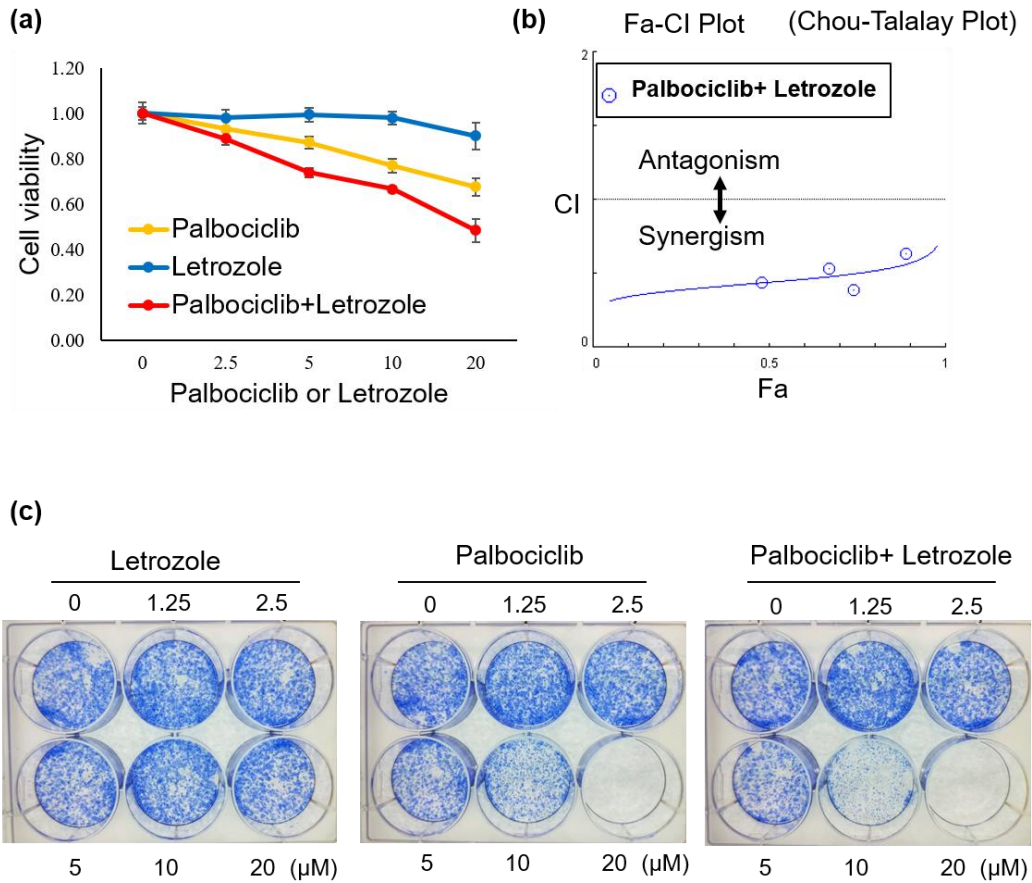 (a)
1.20
1.00
0.80
0.60
0.40
0.20
0.00
Cell viability
Palbociclib
Letrozole
Palbociclib+Letrozole
0 2.5 5 10 20
Palbociclib or Letrozole
(b)
Fa-CI Plot (Chou-Talalay Plot)
2
Palbociclib+ Letrozole
Antagonism
CI
Synergism
0
0 0.5 1
Fa
(c)
Letrozole
0 1.25 2.5
5 10 20 (μM)
Palbociclib
0 1.25 2.5
5 10 20 (μM)
Palbociclib+ Letrozole
0 1.25 2.5
5 10 20 (μM)